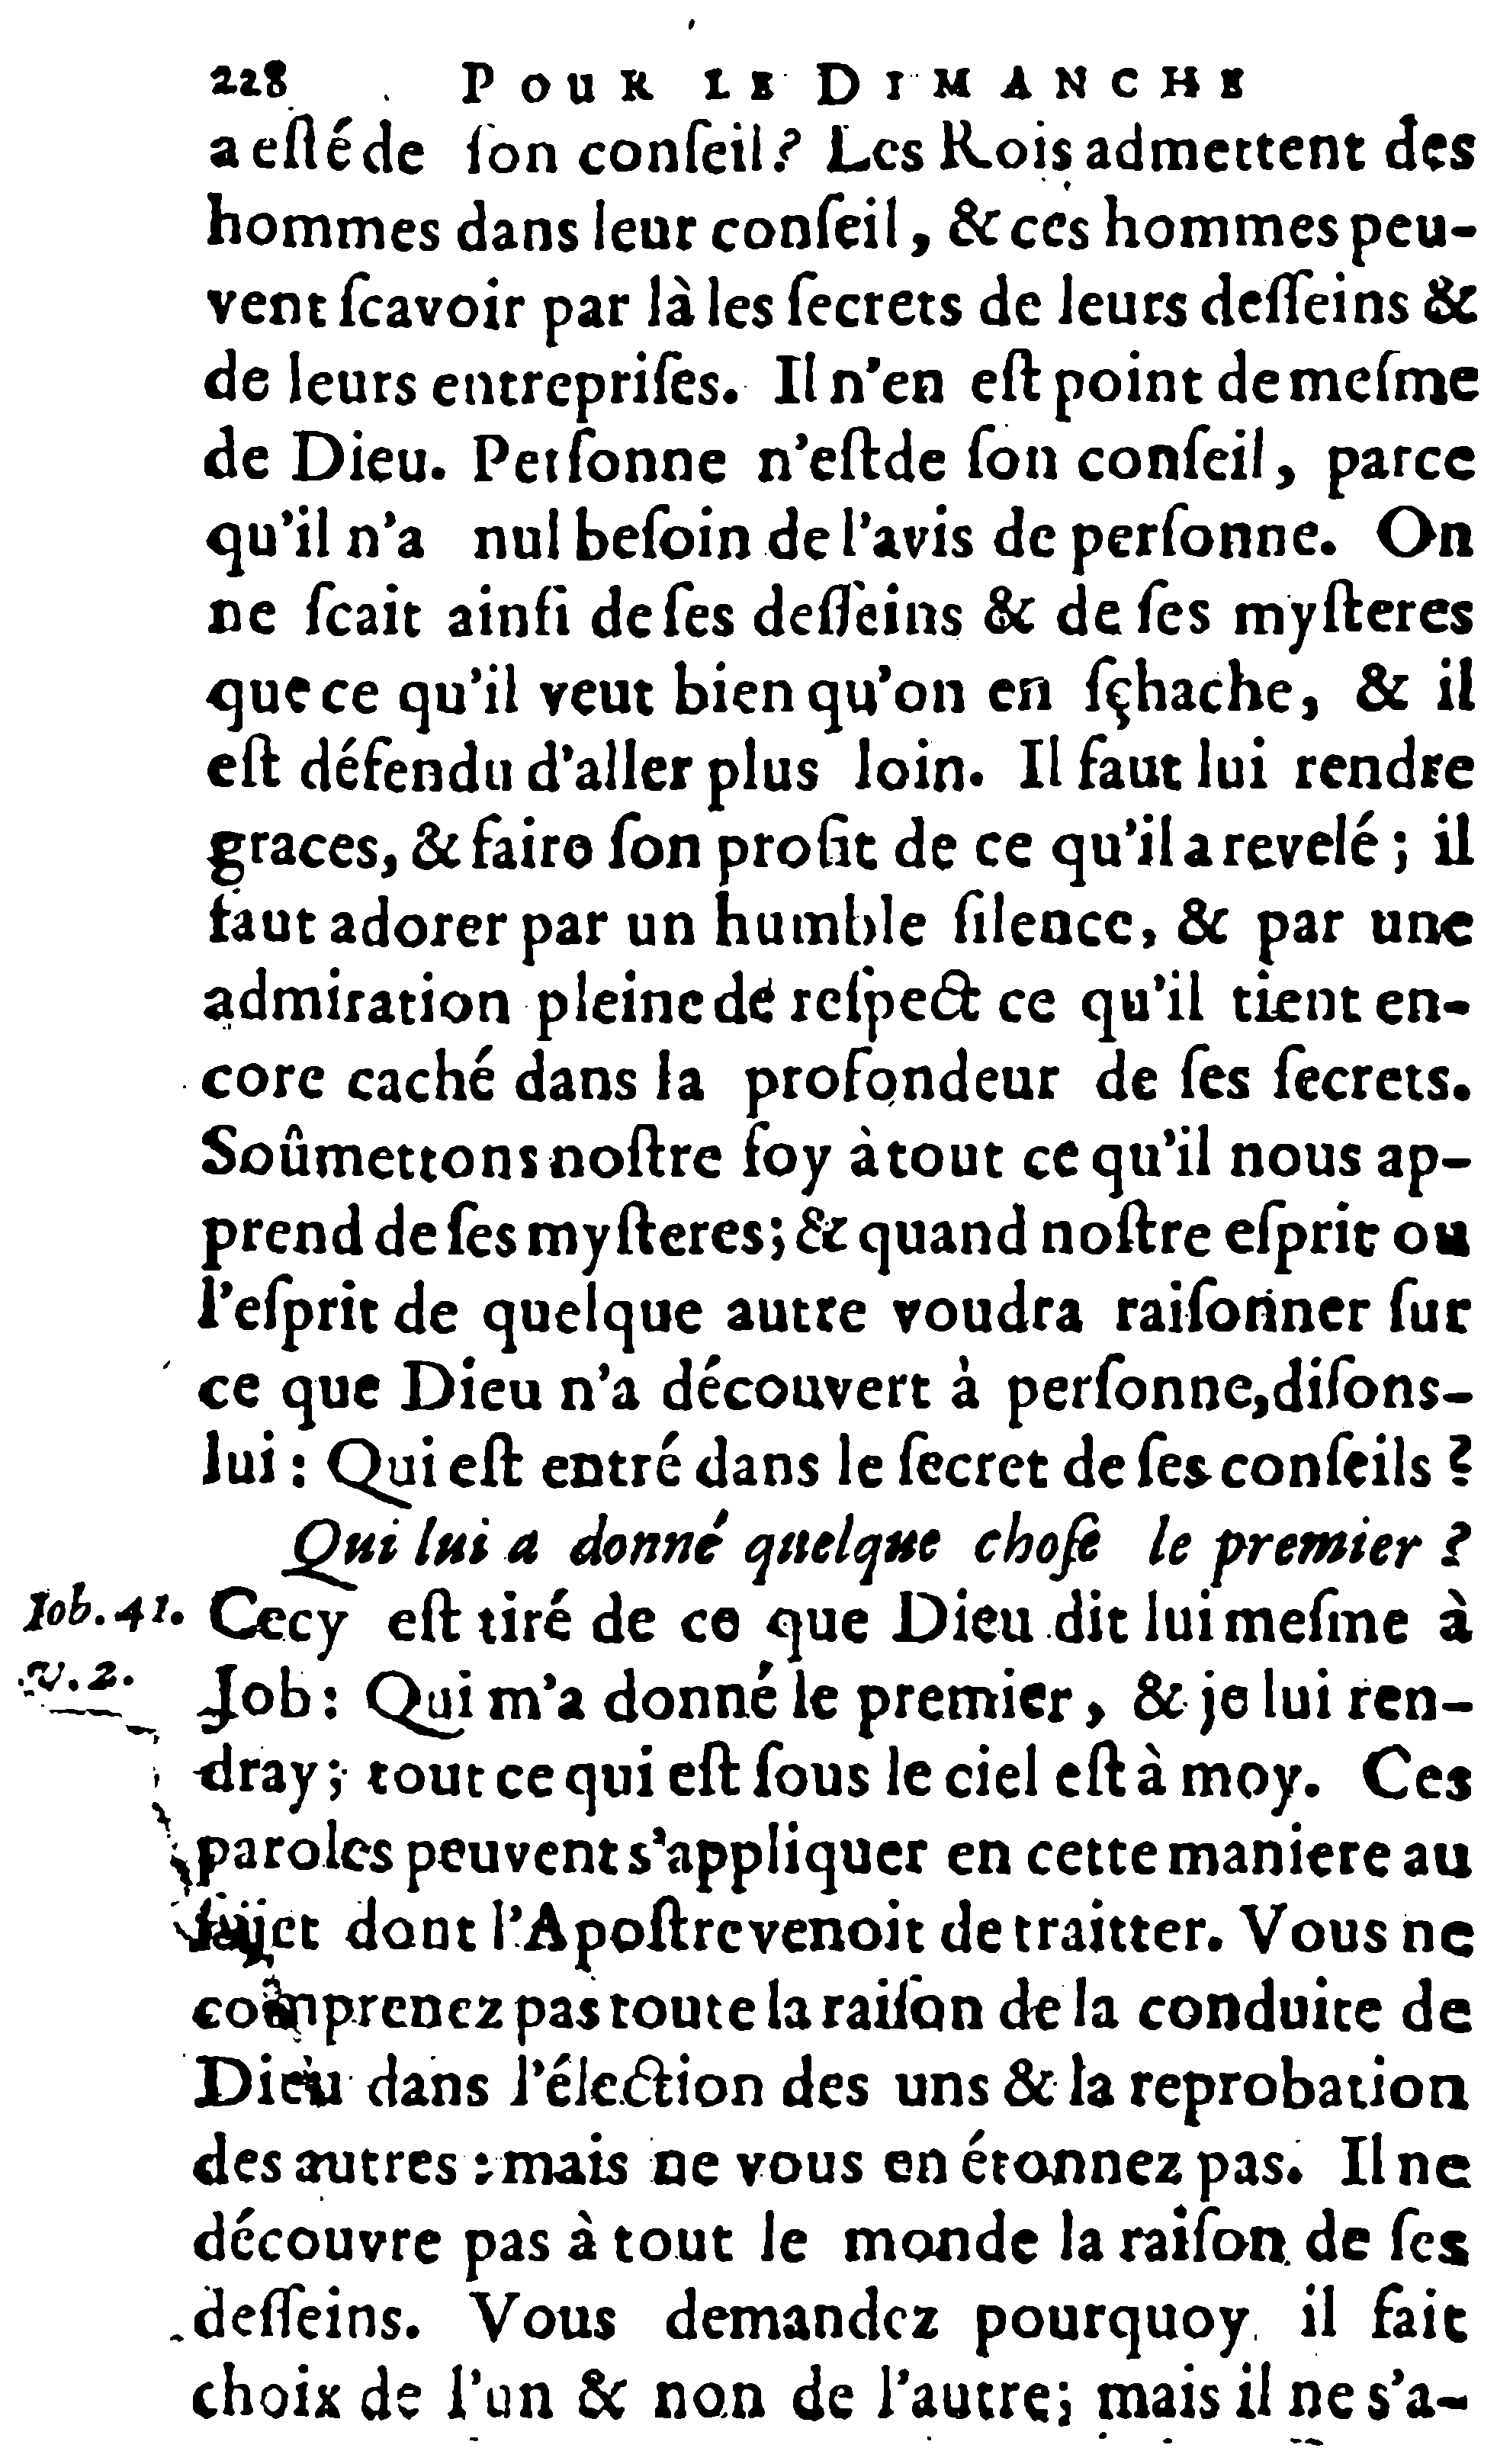 228 POUR LE DIMANCHE
a esté de ſon conſeil? Les Rois admettent des
hommes dans leur conſeil, & ces hommes peu-
vent ſcavoir par là les ſecrets de leurs deſſeins &
de leurs entrepriſes. Il n'en eſt point de meſme
de Dieu. Perſonne n'eſt de ſon conſeil, parce
qu'il n'a nul beſoin de l'avis de perſonne. On
ne ſcait ainſi de ſes deſſeins & de ſes myſteres
que ce qu'il veut bien qu'on en ſçhache, & il
eſt défendu d'aller plus loin. Il faut lui rendre
graces, & faire ſon profit de ce qu'il a revelé; il
faut adorer par un humble ſilence, & par une
admiration pleine de reſpect ce qu'il tient en-
core caché dans la profondeur de ſes ſecrets.
Soûmettons noſtre foy à tout ce qu'il nous ap-
prend de ſes myſteres; & quand noſtre eſprit ou
l'eſprit de quelque autre voudra raiſonner ſur
ce que Dieu n'a découvert à perſonne, diſons-
lui: Qui eſt entré dans le ſecret de ſes conſeils?
Qui lui a donné quelque choſe le premier?
Iob. 41. Cecy eſt tiré de ce que Dieu dit lui meſme à
v. 2. Job: Qui m'a donné le premier, & je lui ren-
dray; tout ce qui eſt ſous le ciel eſt à moy. Ces
paroles peuvent s'appliquer en cette maniere au
ſujet dont l'Apoſtre venoit de traitter. Vous ne
comprenez pas toute la raiſon de la conduite de
Dieu dans l'élection des uns & la reprobation
des autres: mais ne vous en étonnez pas. Il ne
découvre pas à tout le monde la raiſon de ſes
deſſeins. Vous demandez pourquoy il fait
choix de l'un & non de l'autre; mais il ne s'a-